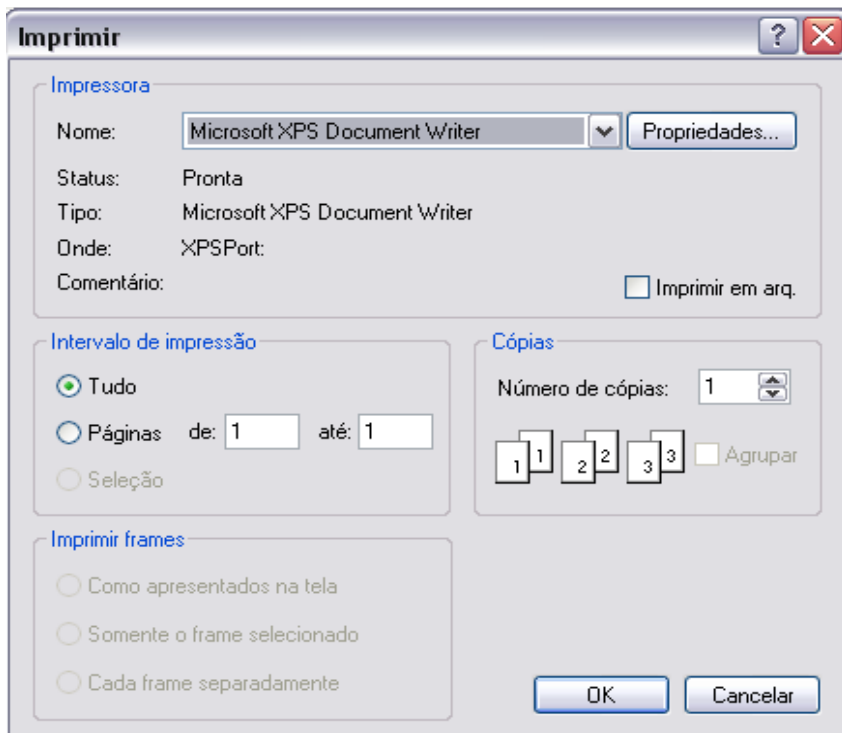 Imprimir
Impressora
Nome: Microsoft XPS Document Writer Propriedades...
Status: Pronta
Tipo: Microsoft XPS Document Writer
Onde: XPSPort:
Comentário: Imprimir em arq.
Intervalo de impressão
Tudo
Páginas de: 1 até: 1
Seleção
Cópias
Número de cópias: 1
1 1 2 2 3 3 Agrupar
Imprimir frames
Como apresentados na tela
Somente o frame selecionado
Cada frame separadamente
OK Cancelar